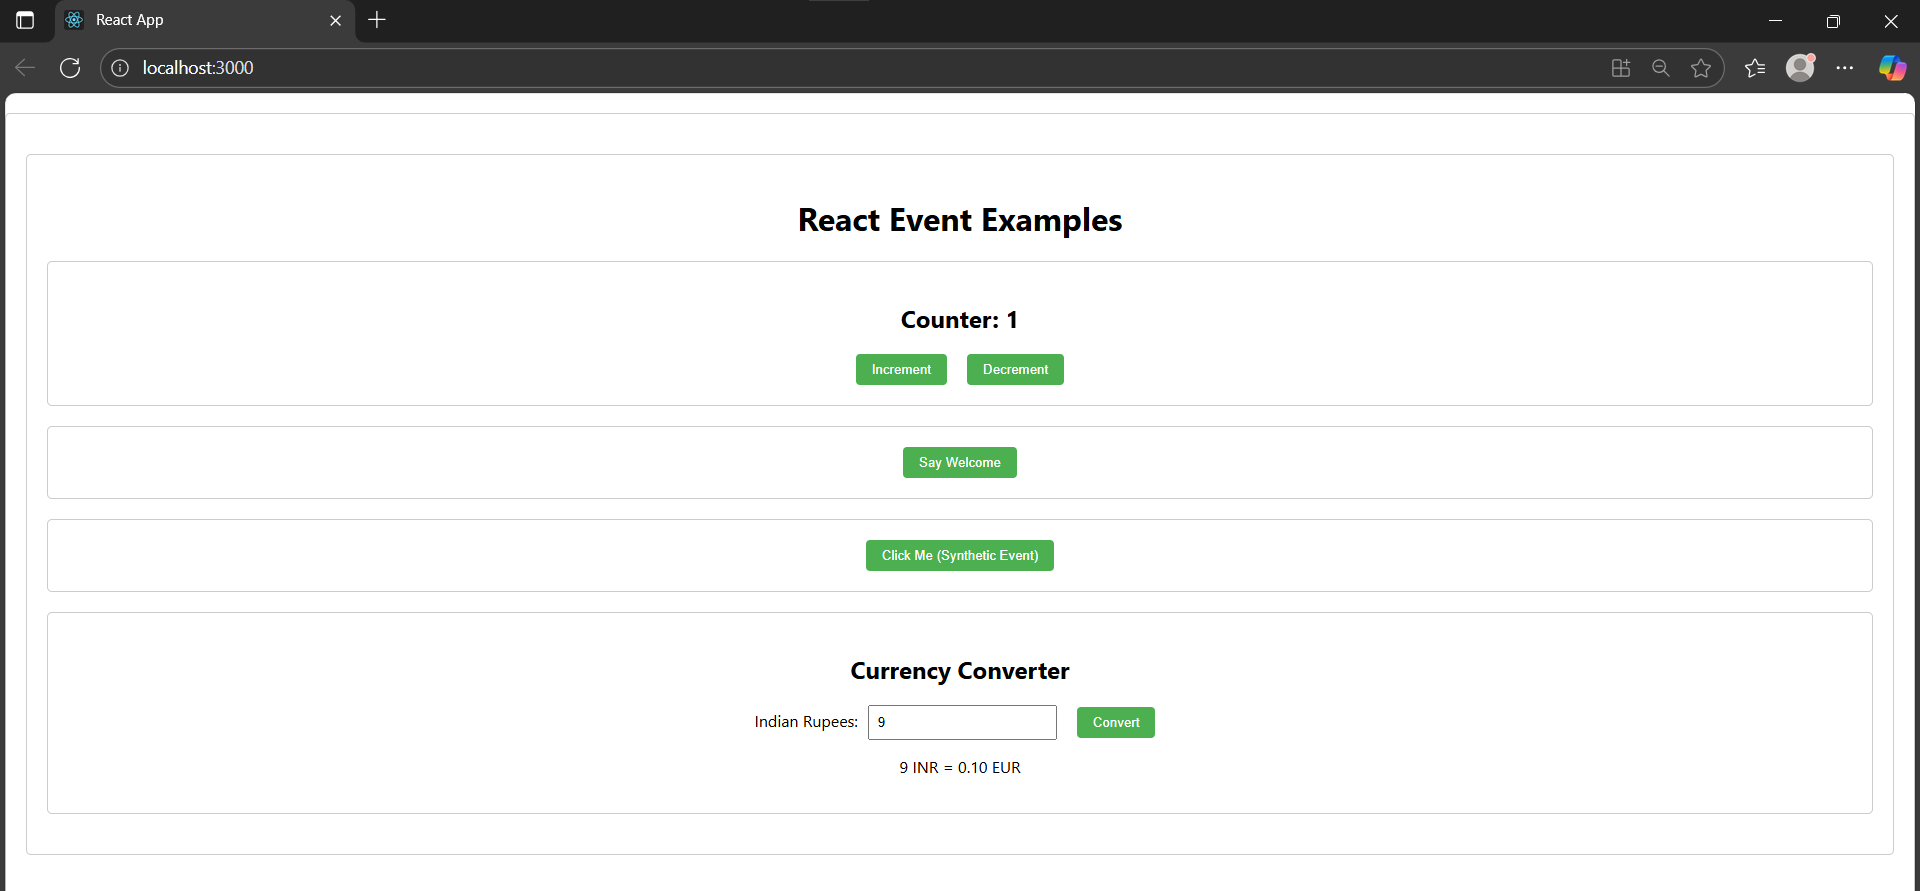 React App
localhost:3000
React Event Examples
Counter: 1
Increment Decrement
Say Welcome
Click Me (Synthetic Event)
Currency Converter
Indian Rupees: 9 Convert
9 INR = 0.10 EUR